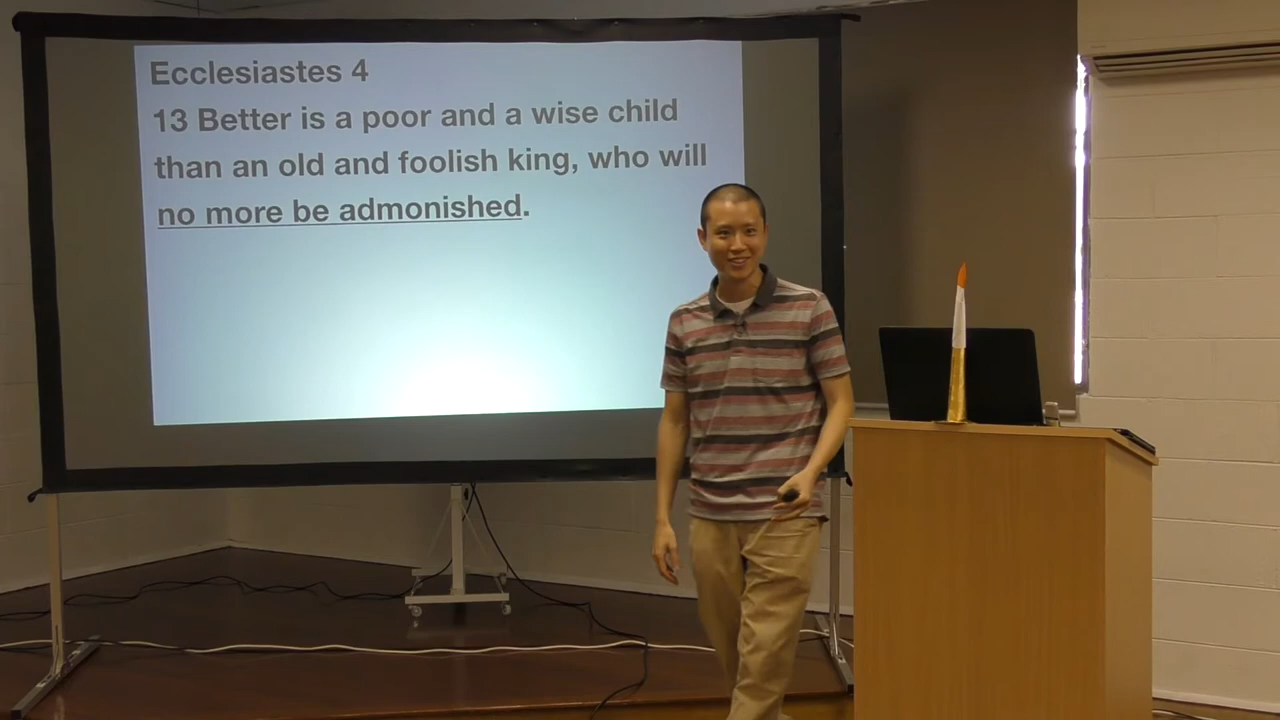 Ecclesiastes 4
13 Better is a poor and a wise child
than an old and foolish king, who will
no more be admonished.